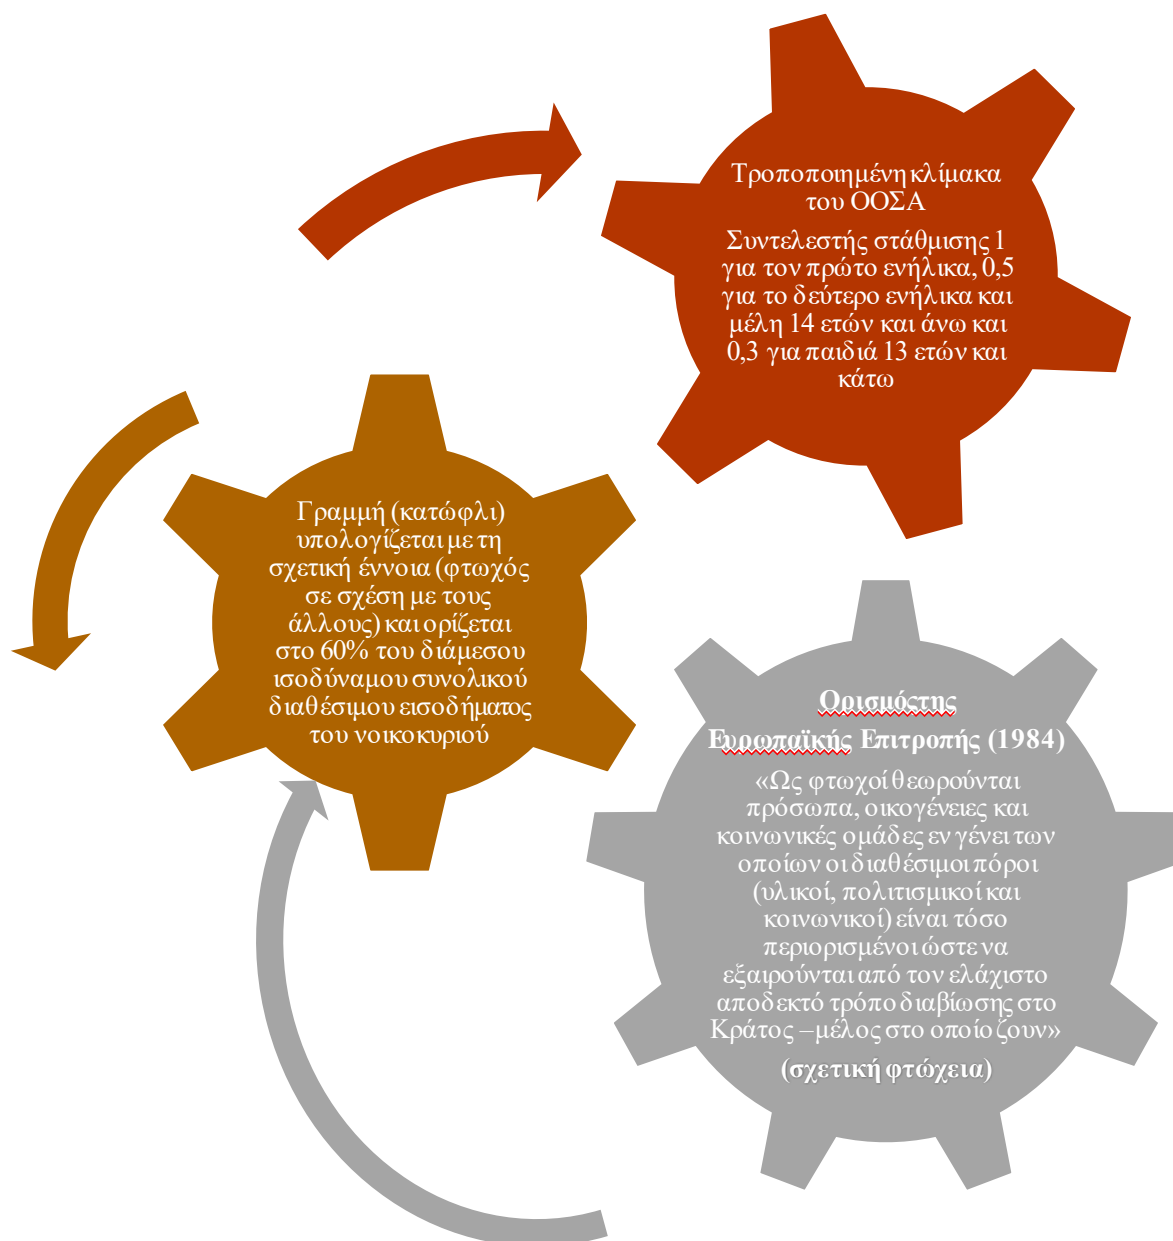 Τροποποιημένη κλίμακα
του ΟΟΣΑ
Συντελεστής στάθμισης 1
για τον πρώτο ενήλικα, 0,5
για το δεύτερο ενήλικα και
μέλη 14 ετών και άνω και
0,3 για παιδιά 13 ετών και
κάτω
Γραμμή (κατώφλι)
υπολογίζεται με τη
σχετική έννοια (φτωχός
σε σχέση με τους
άλλους) και ορίζεται
στο 60% του διάμεσου
ισοδύναμου συνολικού
διαθέσιμου εισοδήματος
του νοικοκυριού
Ορισμόςτης
Ευρωπαϊκής Επιτροπής (1984)
«Ως φτωχοί θεωρούνται
πρόσωπα, οικογένειες και
κοινωνικές ομάδες εν γένει των
οποίων οι διαθέσιμοι πόροι
(υλικοί, πολιτισμικοί και
κοινωνικοί) είναι τόσο
περιορισμένοι ώστε να
εξαιρούνται από τον ελάχιστο
αποδεκτό τρόπο διαβίωσης στο
Κράτος –μέλος στο οποίο ζουν»
(σχετική φτώχεια)